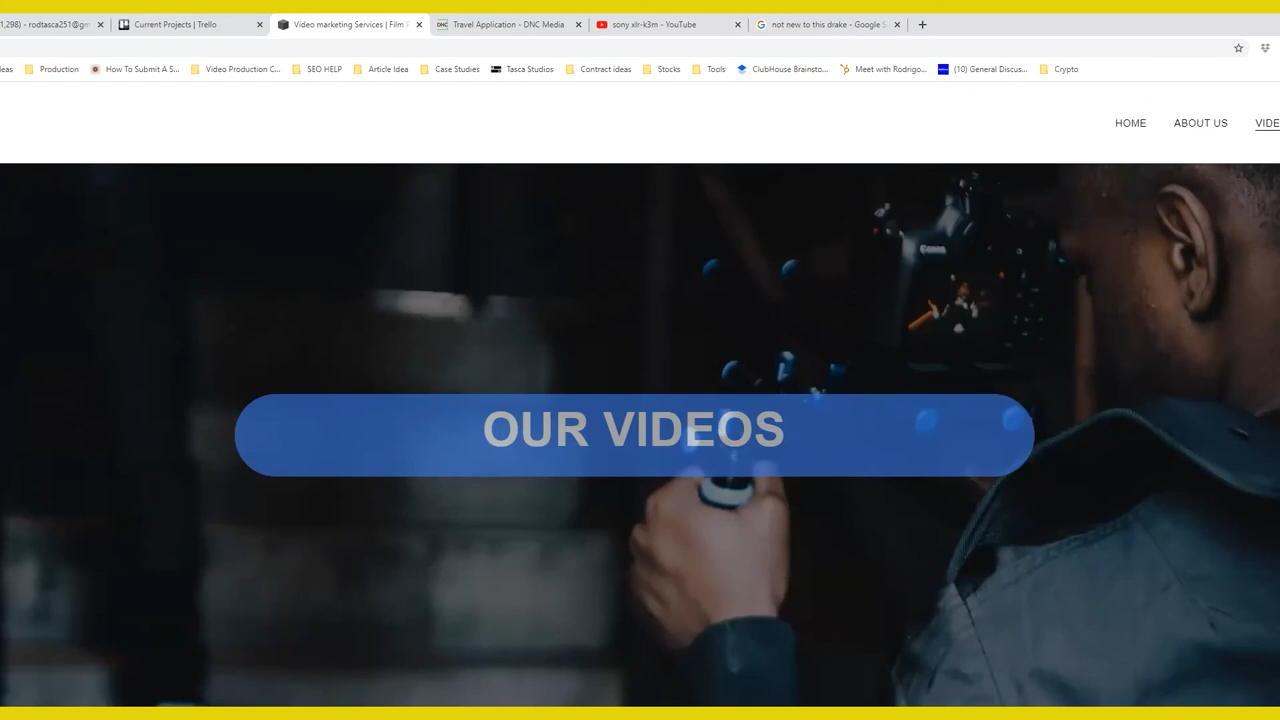 1,298) - rodtasca251@gm
Current Projects | Trello
Video marketing Services | Film P
Travel Application - DNC Media
sony xlr-k3m - YouTube
not new to this drake - Google S
eas
Production
How To Submit A S...
Video Production C...
SEO HELP
Article Idea
Case Studies
Tasca Studios
Contract ideas
Stocks
Tools
ClubHouse Brainsto...
Meet with Rodrigo...
(10) General Discus...
Crypto
HOME
ABOUT US
VIDE
Canon
OUR VIDEOS